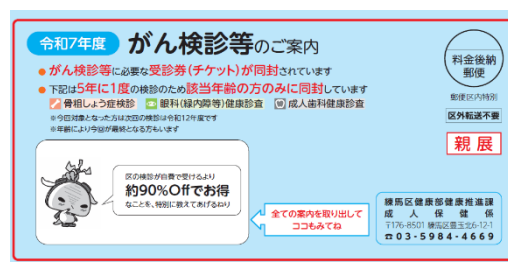 令和7年度 がん検診等のご案内
● がん検診等に必要な受診券(チケット)が同封されています
● 下記は5年に1度の検診のため該当年齢の方のみに同封しています
骨粗しょう症検診 眼科(緑内障等)健康診査 成人歯科健康診査
※今回対象となった方は次回の検診は令和12年度です
※年齢により今回が最終となる方もいます
料金後納
郵便
郵便区内特別
区外転送不要
親展
区の検診が自費で受けるより
約90%Offでお得
なことを、特別に教えてあげるねり
全ての案内を取り出して
ココもみてね
練馬区健康部健康推進課
成人保健係
〒176-8501 練馬区豊玉北6-12-1
☎03-5984-4669